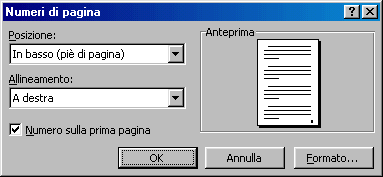 Numeri di pagina
Posizione:
In basso (piè di pagina)
Allineamento:
A destra
Numero sulla prima pagina
Anteprima
OK
Annulla
Formato...